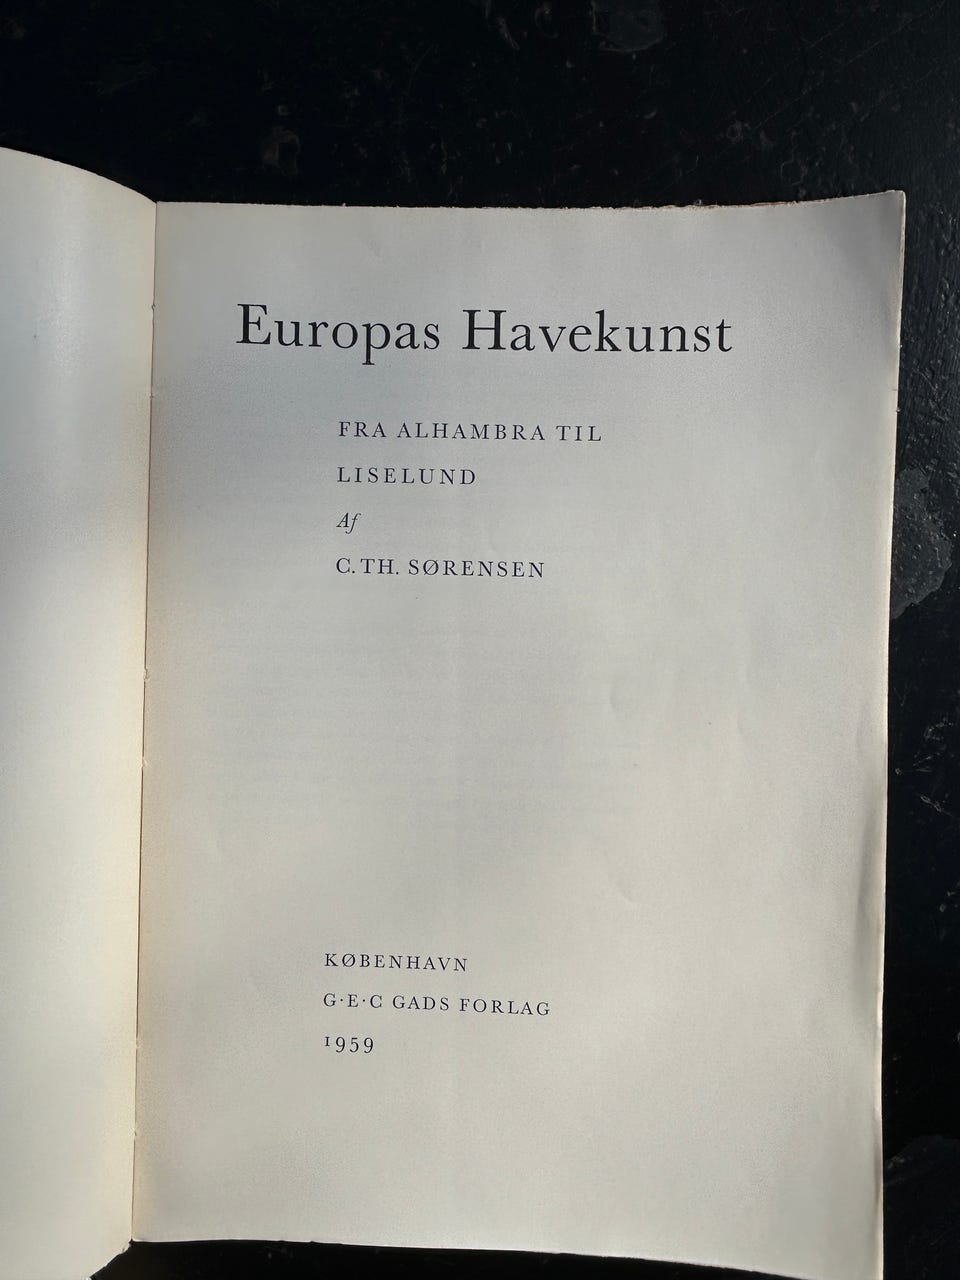 Europas Havekunst
FRA ALHAMBRA TIL
LISELUND
Af
C. TH. SØRENSEN
KØBENHAVN
G·E·C GADS FORLAG
1959